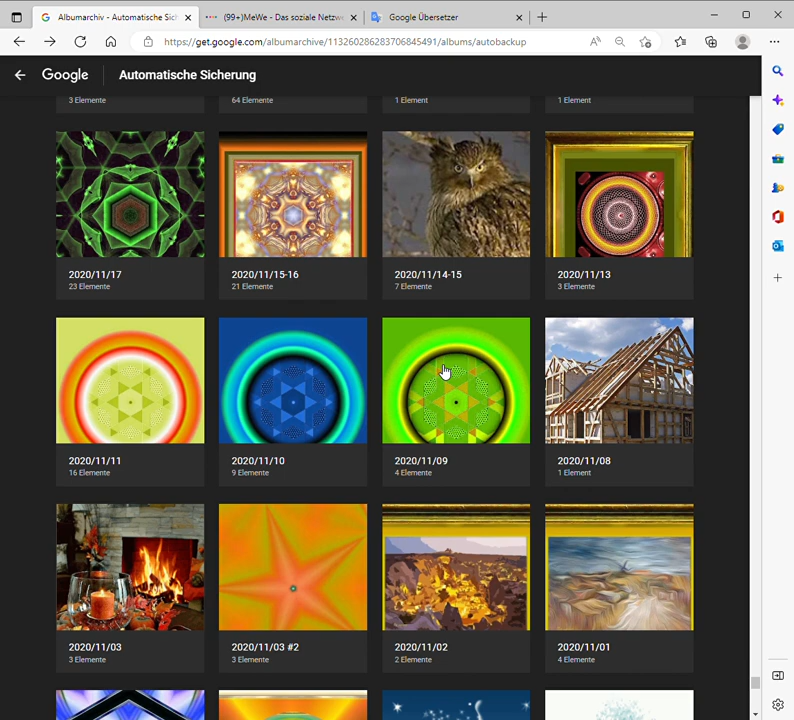 Albumarchiv - Automatische Sich
(99+)MeWe - Das soziale Netzwe
Google Übersetzer
https://get.google.com/albumarchive/113260286283706845491/albums/autobackup
Google
Automatische Sicherung
3 Elemente
64 Elemente
1 Element
1 Element
2020/11/17
23 Elemente
2020/11/15-16
21 Elemente
2020/11/14-15
7 Elemente
2020/11/13
3 Elemente
2020/11/11
16 Elemente
2020/11/10
9 Elemente
2020/11/09
4 Elemente
2020/11/08
1 Element
2020/11/03
3 Elemente
2020/11/03 #2
3 Elemente
2020/11/02
2 Elemente
2020/11/01
4 Elemente